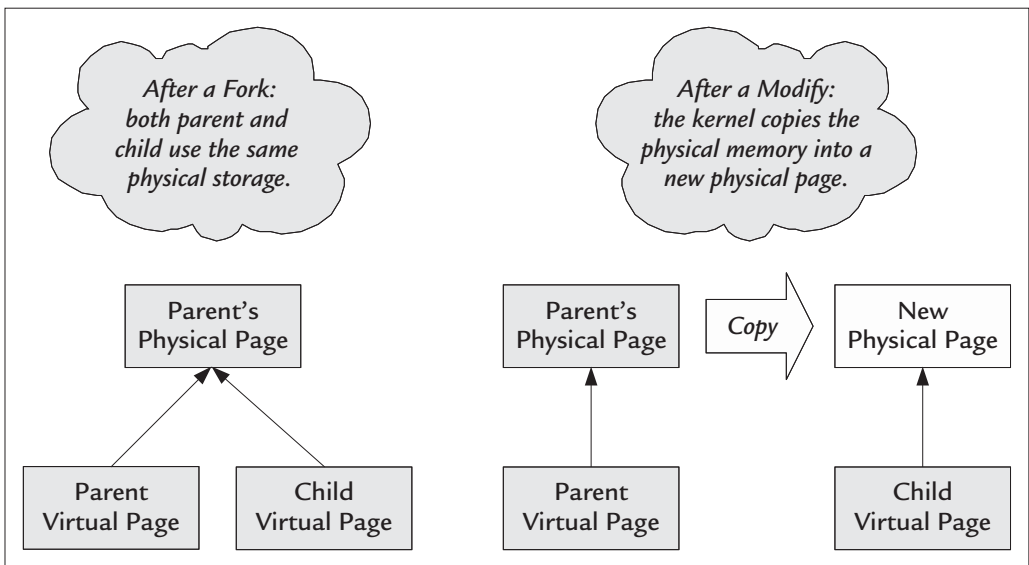 After a Fork:
both parent and
child use the same
physical storage.
After a Modify:
the kernel copies the
physical memory into a
new physical page.
Parent's
Physical Page
Parent
Virtual Page
Child
Virtual Page
Parent's
Physical Page
Copy
New
Physical Page
Parent
Virtual Page
Child
Virtual Page